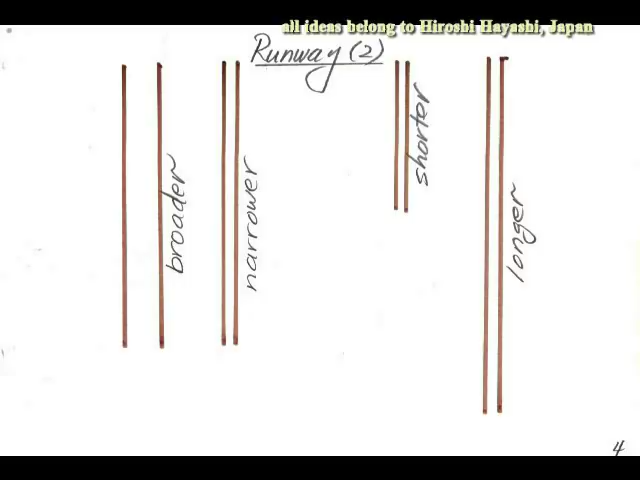 all ideas belong to Hiroshi Hayashi, Japan
Runway (2)
broader
narrower
shorter
longer
4